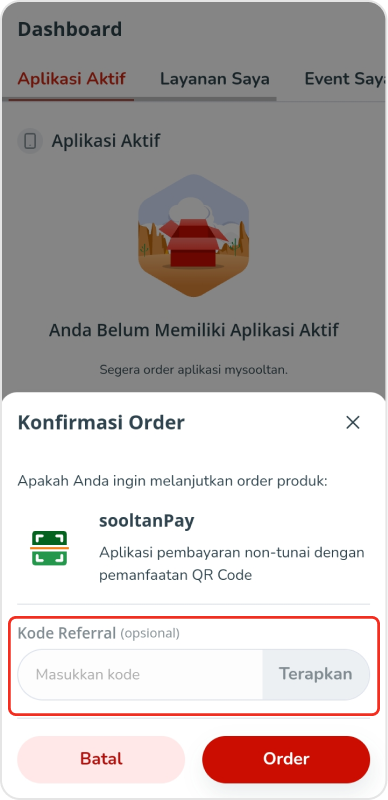 Dashboard
Aplikasi Aktif
Layanan Saya
Event Saya
Aplikasi Aktif
Anda Belum Memiliki Aplikasi Aktif
Segera order aplikasi mysooltan.
Konfirmasi Order
Apakah Anda ingin melanjutkan order produk:
sooltanPay
Aplikasi pembayaran non-tunai dengan
pemanfaatan QR Code
Kode Referral (opsional)
Masukkan kode
Terapkan
Batal
Order